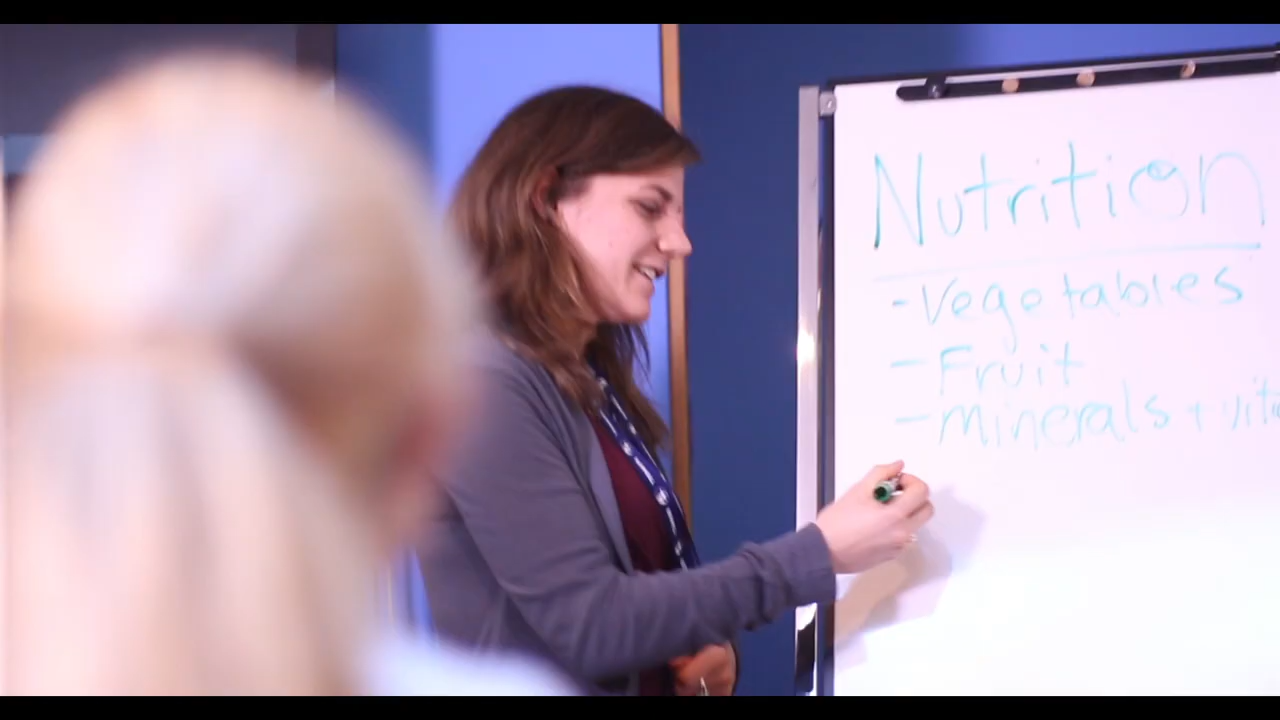 Nutrition
- Vegetables
- Fruit
- minerals + vita